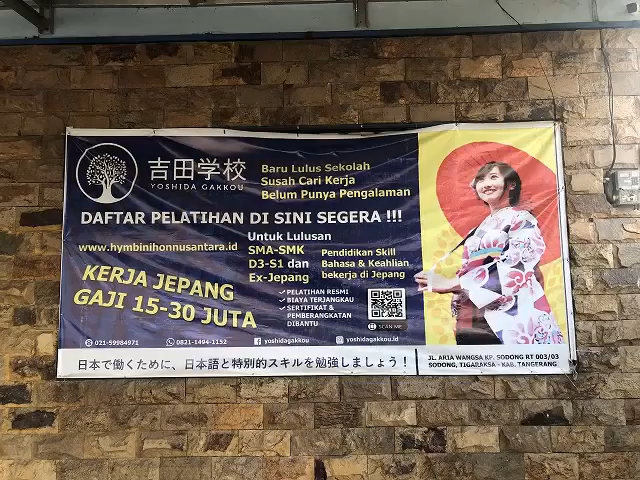 吉田学校
YOSHIDA GAKKOU
Baru Lulus Sekolah
Susah Cari Kerja
Belum Punya Pengalaman
DAFTAR PELATIHAN DI SINI SEGERA !!!
www.hymbinihonnusantara.id
KERJA JEPANG
GAJI 15-30 JUTA
Untuk Lulusan
SMA-SMK
D3-S1 dan
Ex-Jepang
Pendidikan Skill
Bahasa & Keahlian
bekerja di Jepang
PELATIHAN RESMI
BIAYA TERJANGKAU
SERTIFIKAT &
PEMBERANGKATAN
DIBANTU
SCAN ME
021-59984971
0821-1494-1152
yoshidagakkou
yoshidagakkou.id
日本で働くために、日本語と特別的スキルを勉強しましょう！
JL. ARIA WANGSA KP. SODONG RT 003/03
SODONG, TIGARAKSA - KAB. TANGERANG